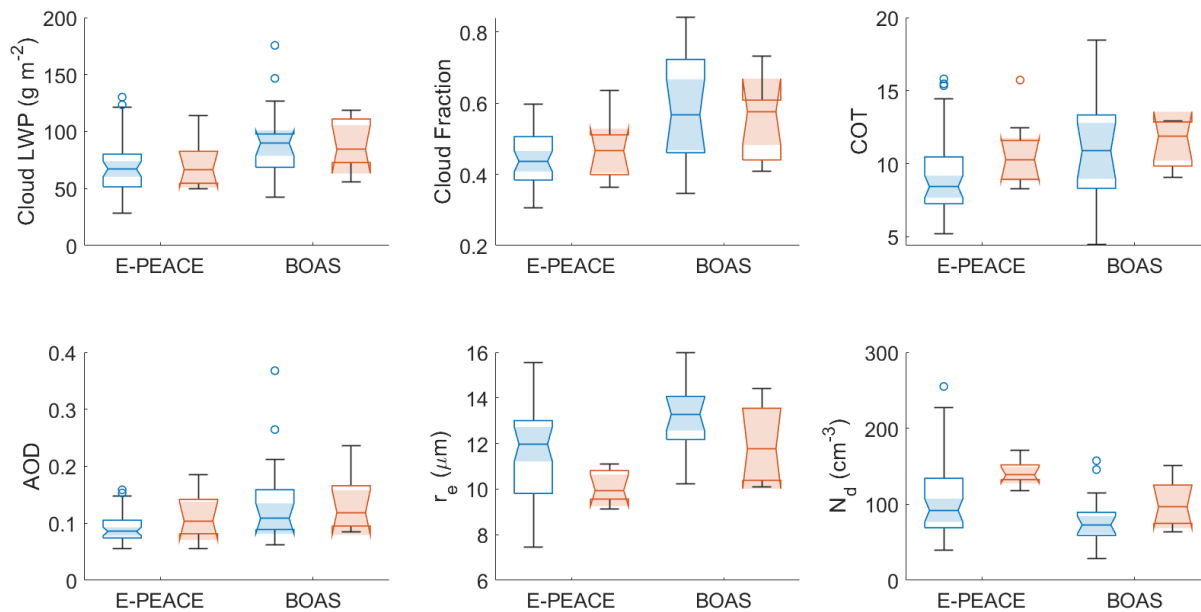 Cloud LWP (g m⁻²)
200
150
100
50
0
E-PEACE BOAS
Cloud Fraction
0.8
0.6
0.4
0.2
E-PEACE BOAS
COT
20
15
10
5
E-PEACE BOAS
AOD
0.4
0.3
0.2
0.1
0
E-PEACE BOAS
rₑ (μm)
16
14
12
10
8
6
E-PEACE BOAS
N_d (cm⁻³)
300
200
100
0
E-PEACE BOAS